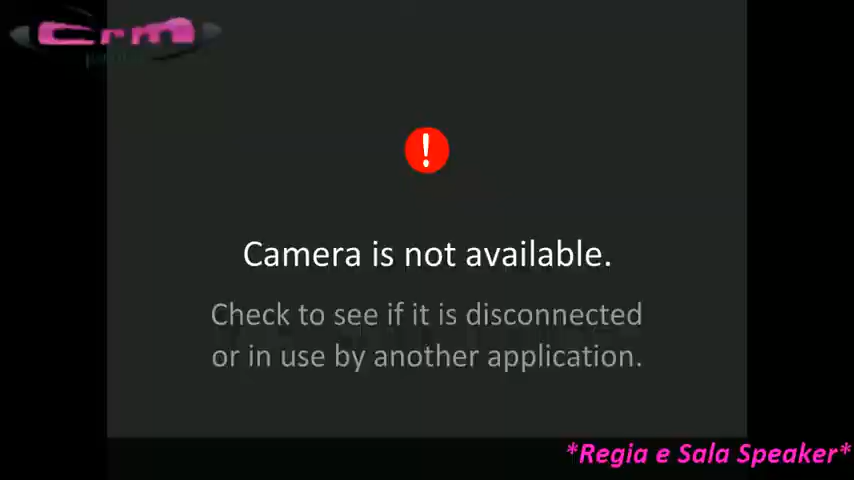 Crm
Camera is not available.
Check to see if it is disconnected
or in use by another application.
*Regia e Sala Speaker*